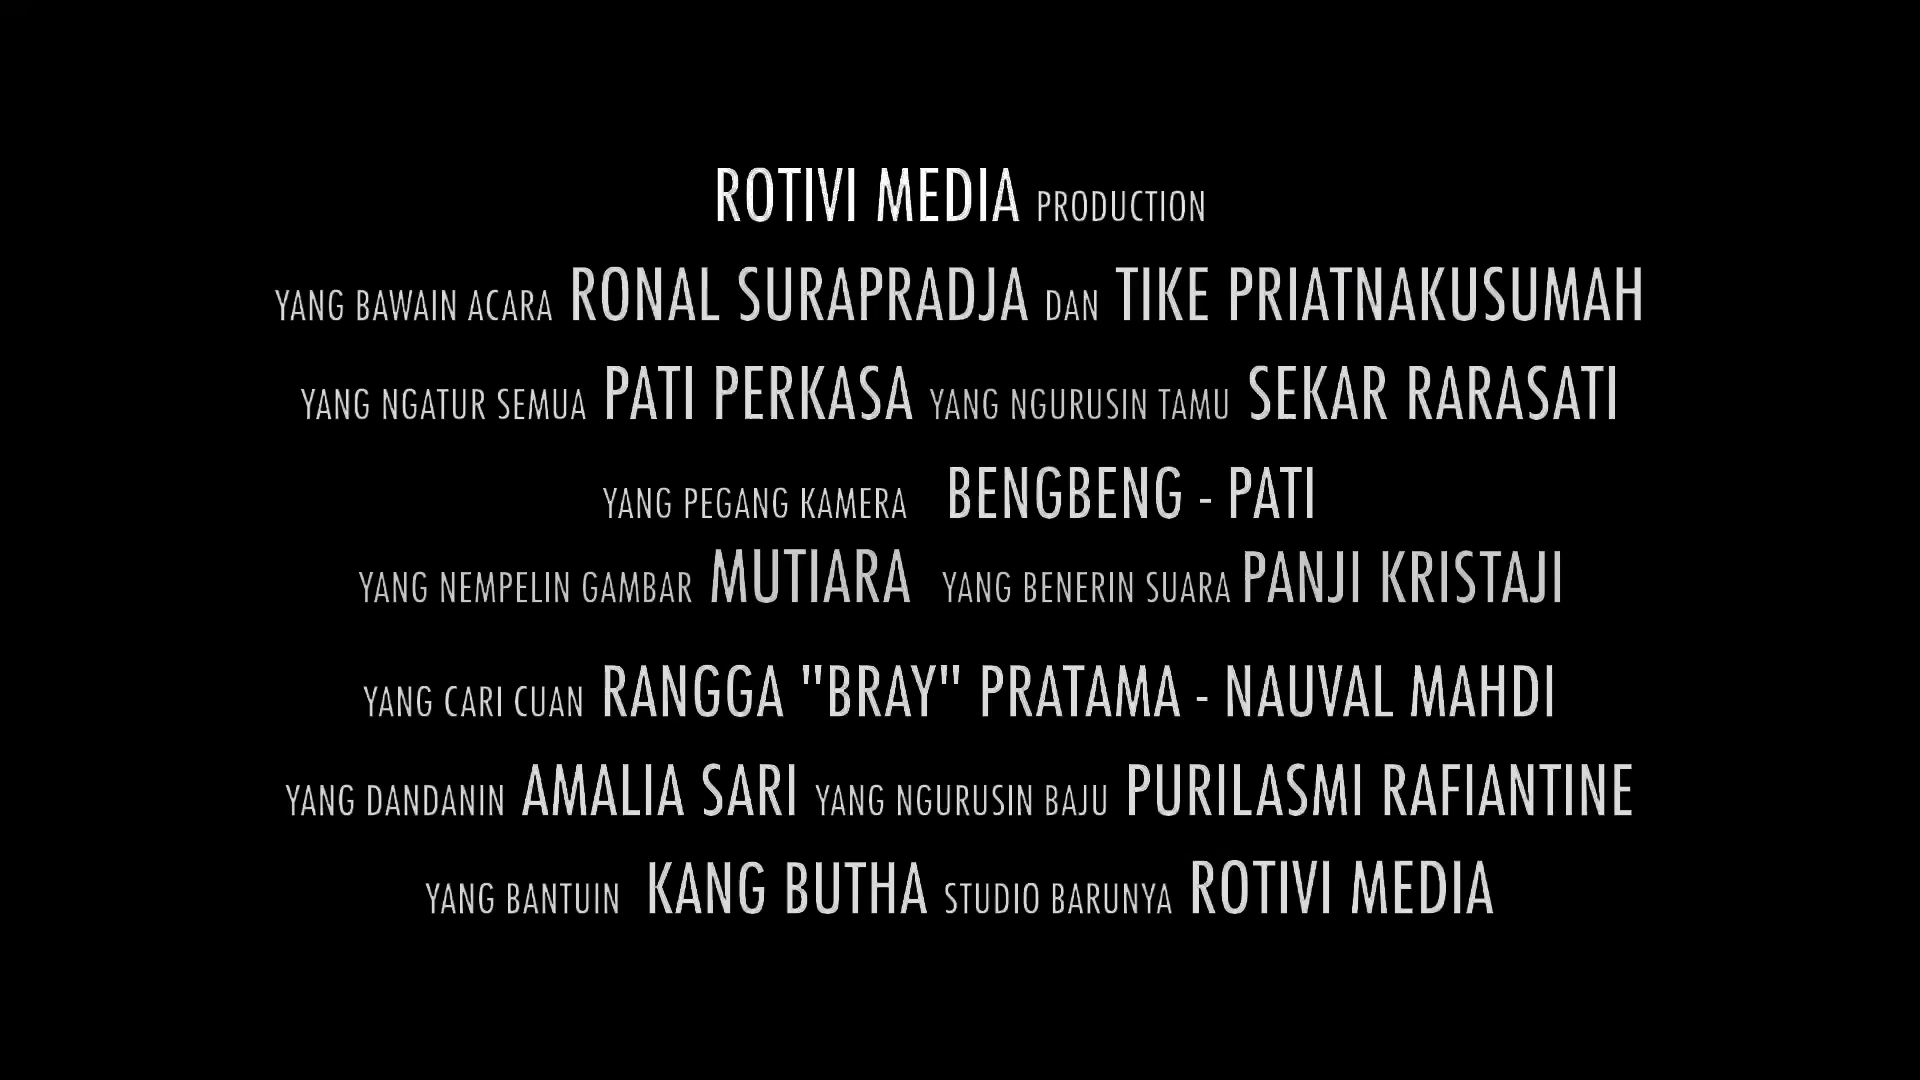 ROTIVI MEDIA PRODUCTION
YANG BAWAIN ACARA RONAL SURAPRADJA DAN TIKE PRIATNAKUSUMAH
YANG NGATUR SEMUA PATI PERKASA YANG NGURUSIN TAMU SEKAR RARASATI
YANG PEGANG KAMERA BENGBENG - PATI
YANG NEMPELIN GAMBAR MUTIARA YANG BENERIN SUARA PANJI KRISTAJI
YANG CARI CUAN RANGGA "BRAY" PRATAMA - NAUVAL MAHDI
YANG DANDANIN AMALIA SARI YANG NGURUSIN BAJU PURILASMI RAFIANTINE
YANG BANTUIN KANG BUTHA STUDIO BARUNYA ROTIVI MEDIA